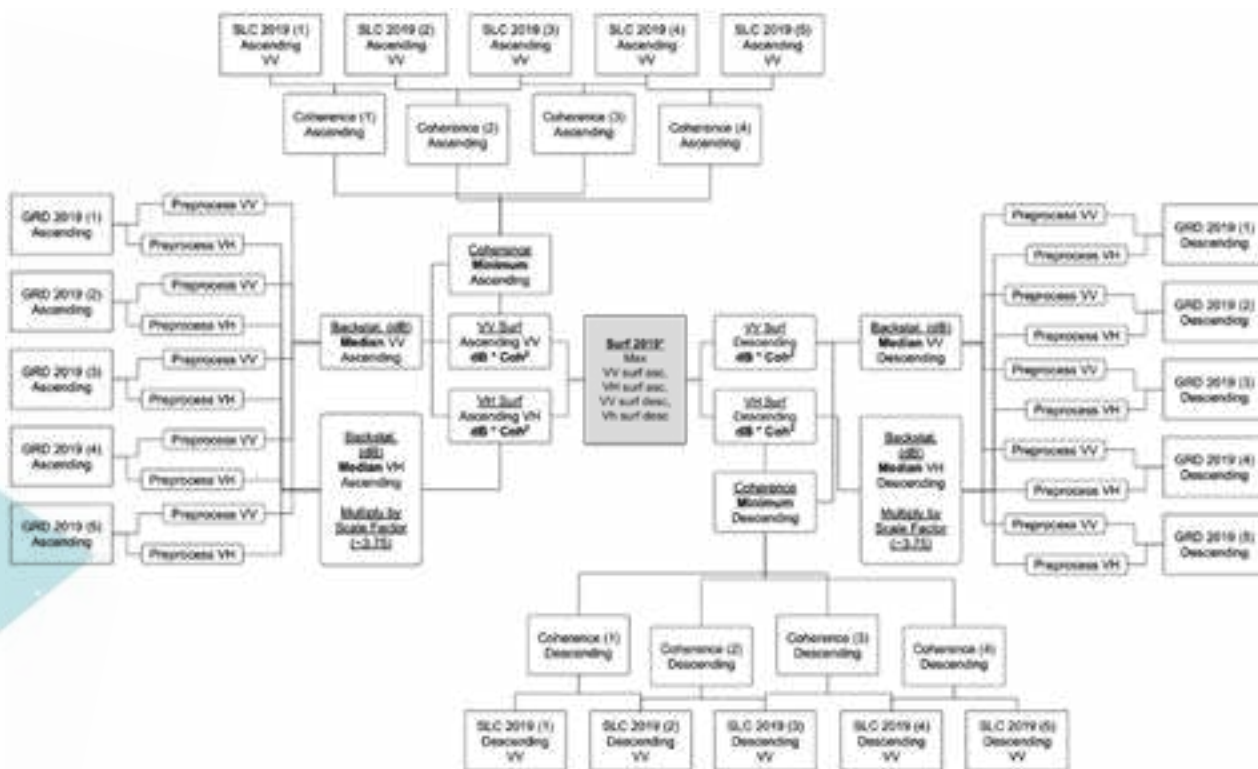 SLC 2019 (1)
Ascending
VV
SLC 2019 (2)
Ascending
VV
SLC 2019 (3)
Ascending
VV
SLC 2019 (4)
Ascending
VV
SLC 2019 (5)
Ascending
VV
Coherence (1)
Ascending
Coherence (2)
Ascending
Coherence (3)
Ascending
Coherence (4)
Ascending
GRD 2019 (1)
Ascending
Preprocess VV
Preprocess VH
GRD 2019 (2)
Ascending
Preprocess VV
Preprocess VH
GRD 2019 (3)
Ascending
Preprocess VV
Preprocess VH
GRD 2019 (4)
Ascending
Preprocess VV
Preprocess VH
GRD 2019 (5)
Ascending
Preprocess VV
Preprocess VH
Backstat. (dB)
Median VV
Ascending
Backstat.
(dB)
Median VH
Ascending
Multiply by
Scale Factor
(~3.75)
Coherence
Minimum
Ascending
VV Surf
Ascending VV
dB * Coh²
VH Surf
Ascending VH
dB * Coh²
Surf 2019*
Max
VV surf asc,
VH surf asc,
VV surf desc,
Vh surf desc
VV Surf
Descending
dB * Coh²
VH Surf
Descending
dB * Coh²
Coherence
Minimum
Descending
Backstat. (dB)
Median VV
Descending
Backstat.
(dB)
Median VH
Descending
Multiply by
Scale Factor
(~3.75)
Preprocess VV
Preprocess VH
GRD 2019 (1)
Descending
Preprocess VV
Preprocess VH
GRD 2019 (2)
Descending
Preprocess VV
Preprocess VH
GRD 2019 (3)
Descending
Preprocess VV
Preprocess VH
GRD 2019 (4)
Descending
Preprocess VV
Preprocess VH
GRD 2019 (5)
Descending
Coherence (1)
Descending
Coherence (2)
Descending
Coherence (3)
Descending
Coherence (4)
Descending
SLC 2019 (1)
Descending
VV
SLC 2019 (2)
Descending
VV
SLC 2019 (3)
Descending
VV
SLC 2019 (4)
Descending
VV
SLC 2019 (5)
Descending
VV